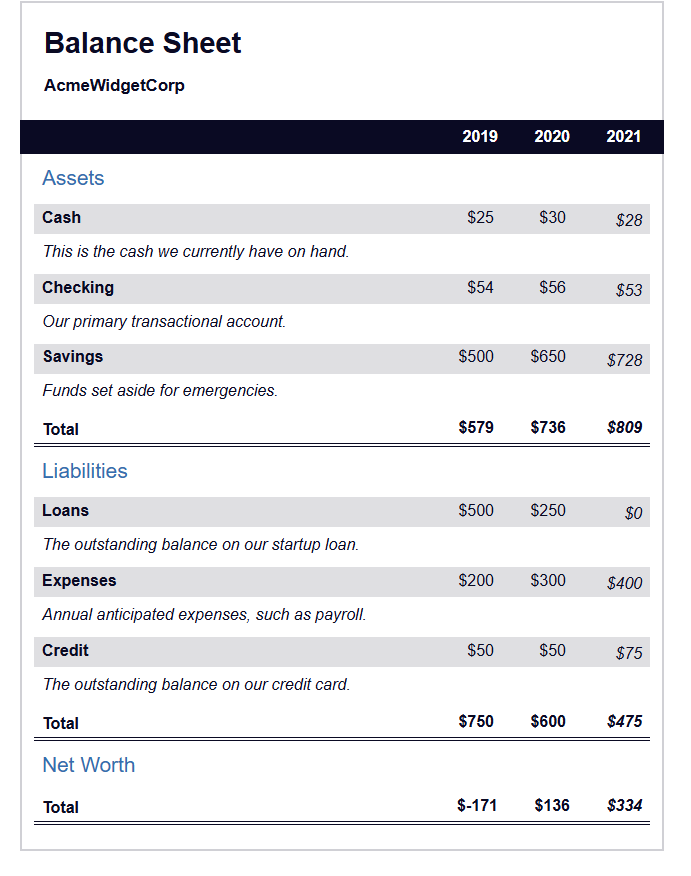 Balance Sheet
AcmeWidgetCorp
2019 2020 2021
Assets
Cash $25 $30 $28
This is the cash we currently have on hand.
Checking $54 $56 $53
Our primary transactional account.
Savings $500 $650 $728
Funds set aside for emergencies.
Total $579 $736 $809
Liabilities
Loans $500 $250 $0
The outstanding balance on our startup loan.
Expenses $200 $300 $400
Annual anticipated expenses, such as payroll.
Credit $50 $50 $75
The outstanding balance on our credit card.
Total $750 $600 $475
Net Worth
Total $-171 $136 $334